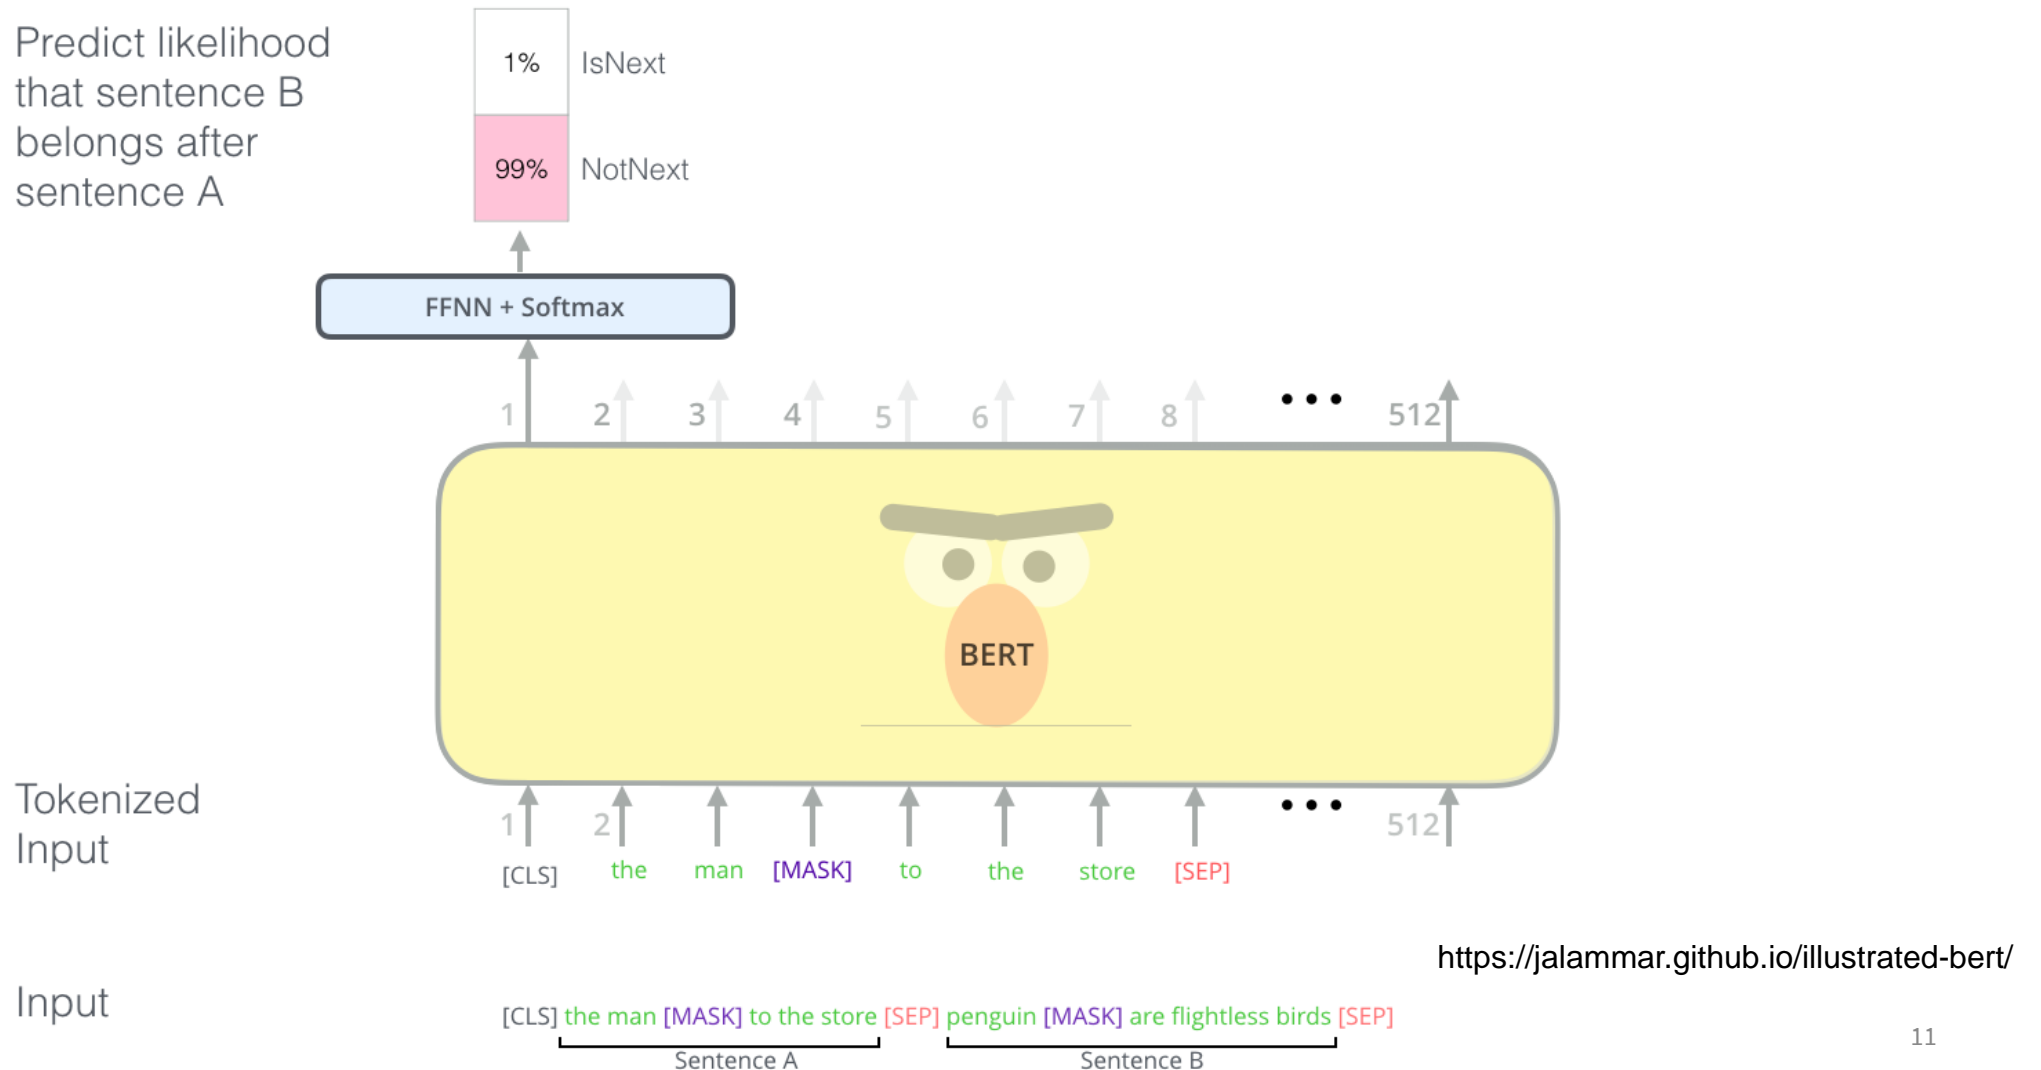 Predict likelihood
that sentence B
belongs after
sentence A
1% IsNext
99% NotNext
FFNN + Softmax
1 2 3 4 5 6 7 8 ••• 512
BERT
Tokenized
Input
1 2 ••• 512
[CLS] the man [MASK] to the store [SEP]
https://jalammar.github.io/illustrated-bert/
Input
[CLS] the man [MASK] to the store [SEP] penguin [MASK] are flightless birds [SEP]
Sentence A Sentence B
11